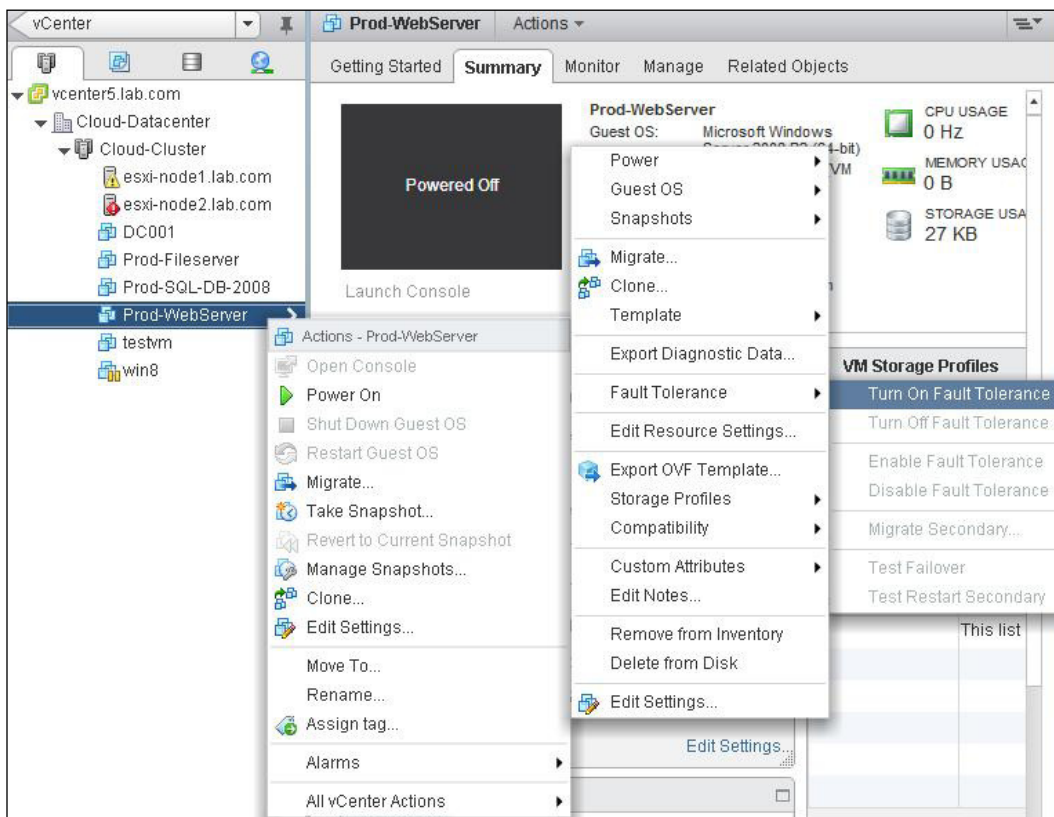 vCenter
Prod-WebServer
Actions
Getting Started
Summary
Monitor
Manage
Related Objects
vcenter5.lab.com
Cloud-Datacenter
Cloud-Cluster
esxi-node1.lab.com
esxi-node2.lab.com
DC001
Prod-Fileserver
Prod-SQL-DB-2008
Prod-WebServer
testvm
win8
Powered Off
Launch Console
Prod-WebServer
Guest OS:
Microsoft Windows
VM
CPU USAGE
0 Hz
MEMORY USAG
0 B
STORAGE USA
27 KB
Actions - Prod-WebServer
Open Console
Power On
Shut Down Guest OS
Restart Guest OS
Migrate...
Take Snapshot...
Revert to Current Snapshot
Manage Snapshots...
Clone...
Edit Settings...
Move To...
Rename...
Assign tag...
Alarms
All vCenter Actions
Power
Guest OS
Snapshots
Migrate...
Clone...
Template
Export Diagnostic Data...
Fault Tolerance
Edit Resource Settings...
Export OVF Template...
Storage Profiles
Compatibility
Custom Attributes
Edit Notes...
Remove from Inventory
Delete from Disk
Edit Settings...
VM Storage Profiles
Turn On Fault Tolerance
Turn Off Fault Tolerance
Enable Fault Tolerance
Disable Fault Tolerance
Migrate Secondary...
Test Failover
Test Restart Secondary
This list
Edit Settings...